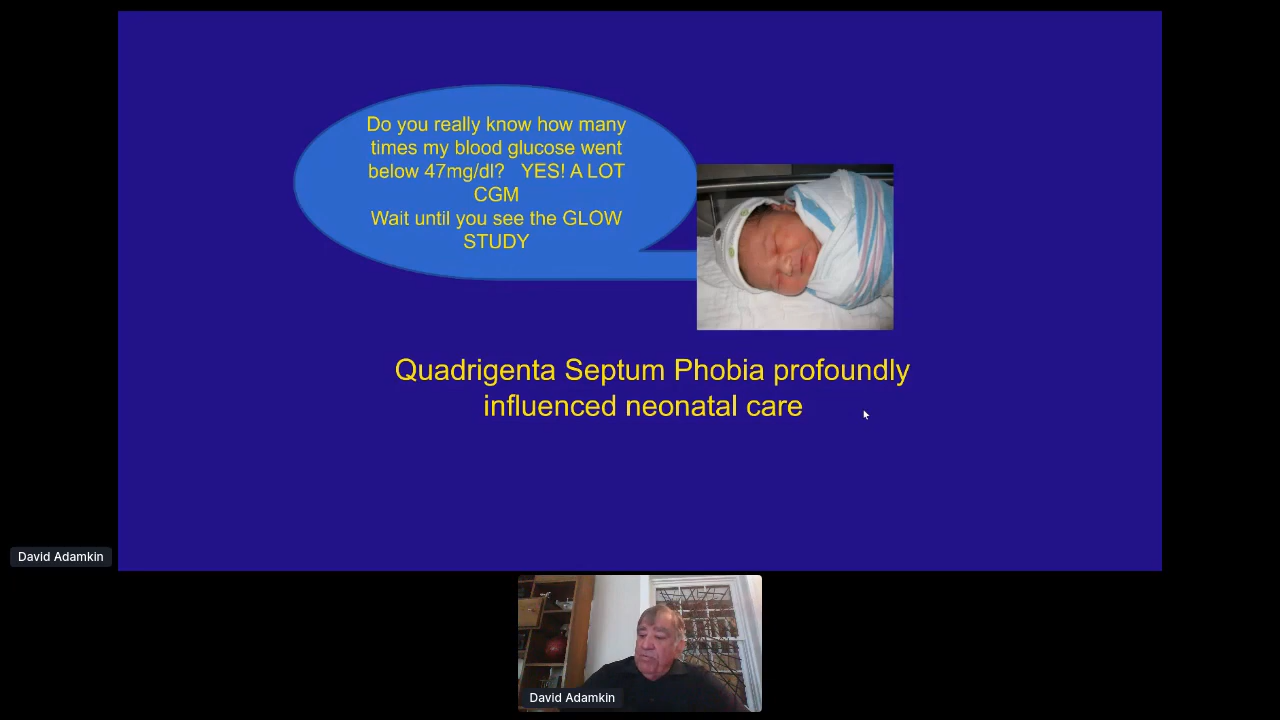 Do you really know how many
times my blood glucose went
below 47mg/dl? YES! A LOT
CGM
Wait until you see the GLOW
STUDY
Quadrigenta Septum Phobia profoundly
influenced neonatal care
David Adamkin
David Adamkin